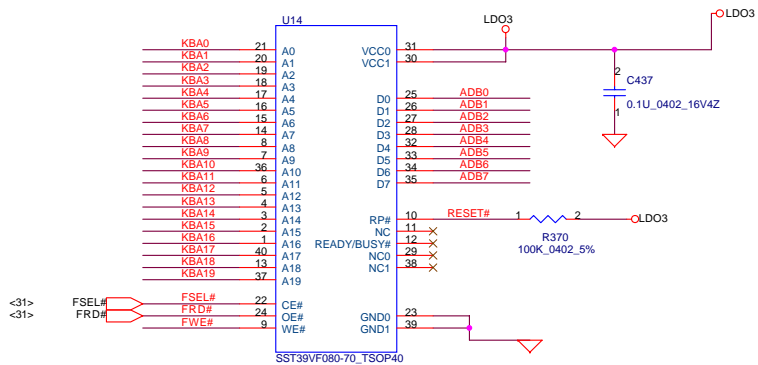 U14
LDO3
LDO3
KBA0 21 A0 VCC0 31
KBA1 20 A1 VCC1 30
KBA2 19 A2
KBA3 18 A3
KBA4 17 A4 D0 25 ADB0
KBA5 16 A5 D1 26 ADB1
KBA6 15 A6 D2 27 ADB2
KBA7 14 A7 D3 28 ADB3
KBA8 8 A8 D4 32 ADB4
KBA9 7 A9 D5 33 ADB5
KBA10 36 A10 D6 34 ADB6
KBA11 6 A11 D7 35 ADB7
KBA12 5 A12
KBA13 4 A13
KBA14 3 A14 RP# 10 RESET# 1 2 LDO3
KBA15 2 A15 NC 11
KBA16 1 A16 READY/BUSY# 12
KBA17 40 A17 NC0 29
KBA18 13 A18 NC1 38
KBA19 37 A19
2
C437
0.1U_0402_16V4Z
1
R370
100K_0402_5%
<31> FSEL# FSEL# 22 CE#
<31> FRD# FRD# 24 OE# GND0 23
FWE# 9 WE# GND1 39
SST39VF080-70_TSOP40